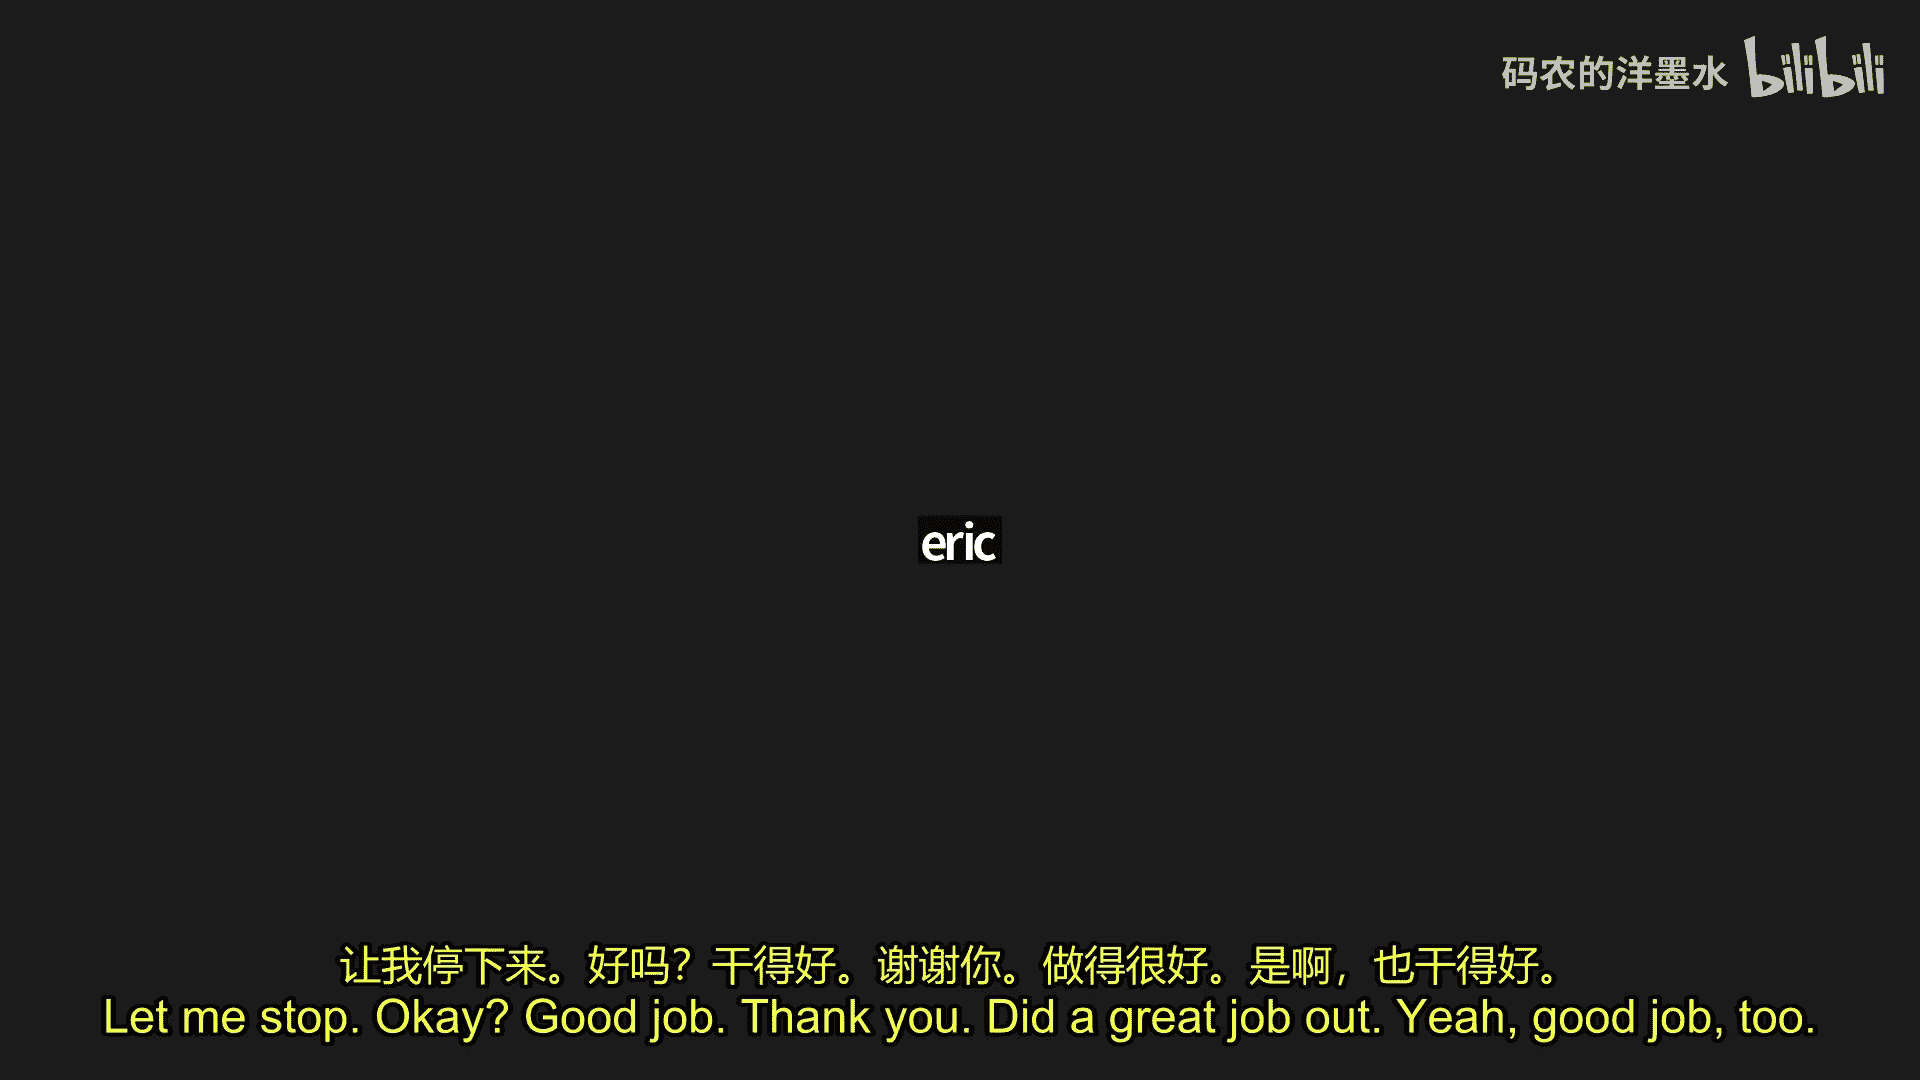 码农的洋墨水 bilibili
eric
让我停下来。好吗？干得好。谢谢你。做得很好。是啊，也干得好。
Let me stop. Okay? Good job. Thank you. Did a great job out. Yeah, good job, too.